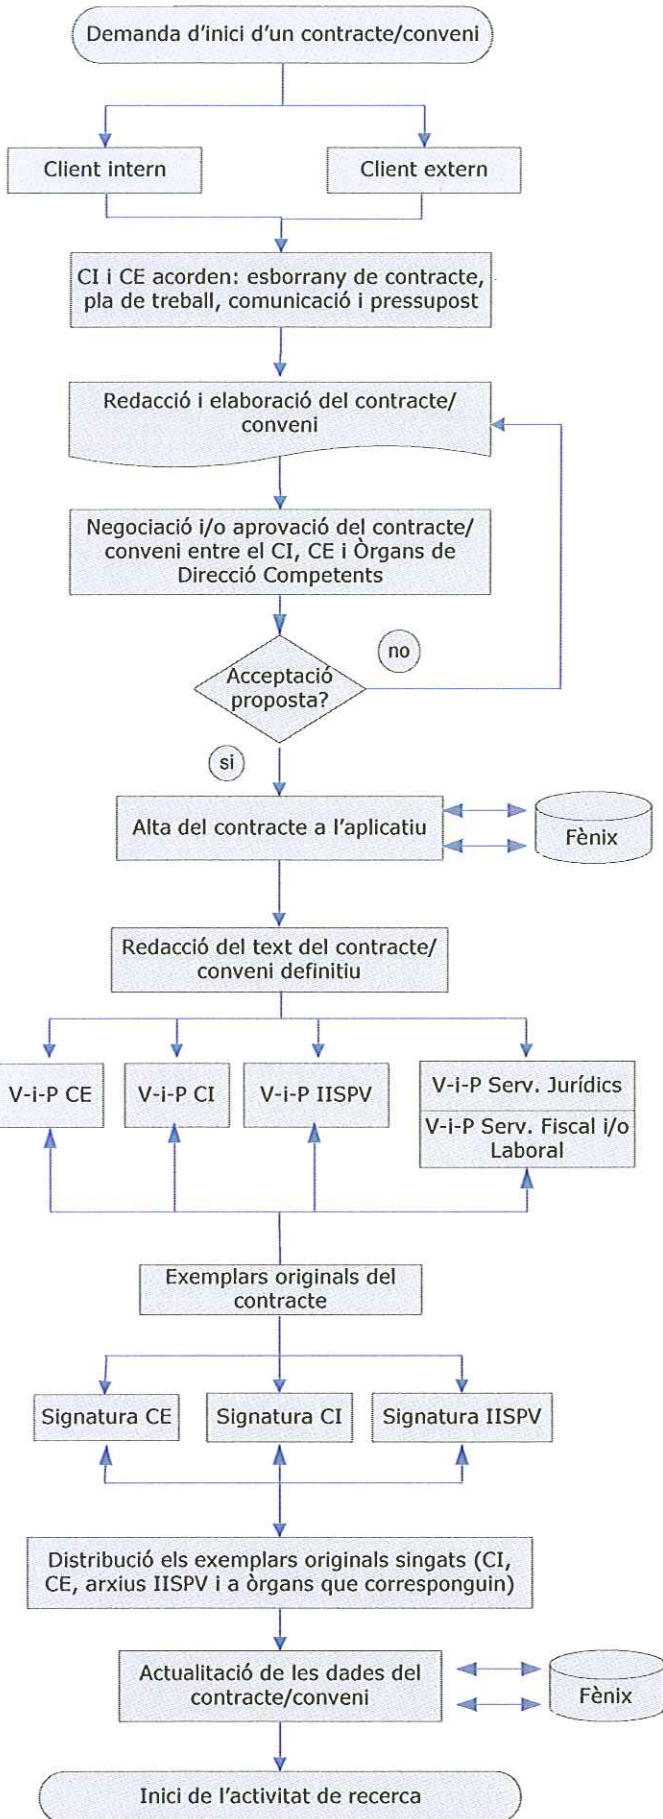 Demanda d'inici d'un contracte/conveni
Client intern
Client extern
CI i CE acorden: esborrany de contracte,
pla de treball, comunicació i pressupost
Redacció i elaboració del contracte/
conveni
Negociació i/o aprovació del contracte/
conveni entre el CI, CE i Òrgans de
Direcció Competents
no
Acceptació
proposta?
si
Alta del contracte a l'aplicatiu
Fènix
Redacció del text del contracte/
conveni definitiu
V-i-P CE
V-i-P CI
V-i-P IISPV
V-i-P Serv. Jurídics
V-i-P Serv. Fiscal i/o
Laboral
Exemplars originals del
contracte
Signatura CE
Signatura CI
Signatura IISPV
Distribució els exemplars originals singats (CI,
CE, arxius IISPV i a òrgans que corresponguin)
Actualitació de les dades del
contracte/conveni
Fènix
Inici de l'activitat de recerca